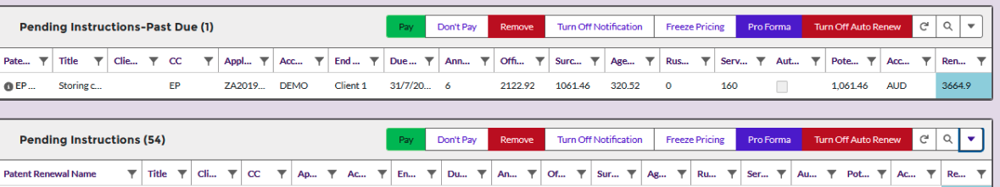 Pending Instructions-Past Due (1) Pay Don't Pay Remove Turn Off Notification Freeze Pricing Pro Forma Turn Off Auto Renew
Pate... Title Clie... CC Appl... Acc... End ... Due ... Ann... Offi... Surc... Age... Rus... Serv... Aut... Pote... Acc... Ren...
EP ... Storing c... EP ZA2019... DEMO Client 1 31/7/20... 6 2122.92 1061.46 320.52 0 160 1,061.46 AUD 3664.9
Pending Instructions (54) Pay Don't Pay Remove Turn Off Notification Freeze Pricing Pro Forma Turn Off Auto Renew
Patent Renewal Name Title Cli... CC Ap... Ac... En... Du... An... Of... Sur... Ag... Ru... Ser... Au... Pot... Ac... Re...